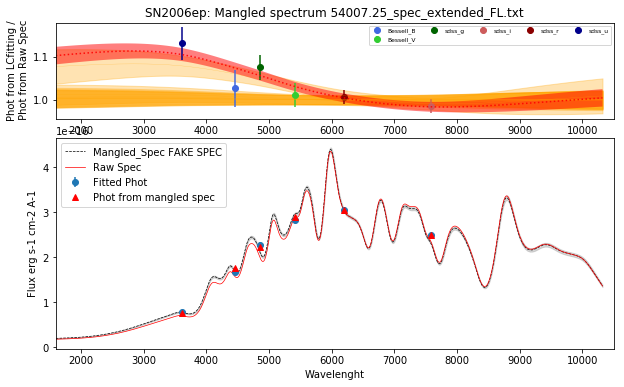 SN2006ep: Mangled spectrum 54007.25_spec_extended_FL.txt
Phot from LCfitting /
Phot from Raw Spec
1.1
1.0
Bessell_B sdss_g sdss_i sdss_r sdss_u
Bessell_V
2000 3000 4000 5000 6000 7000 8000 9000 10000
Flux erg s-1 cm-2 A-1
4
3
2
1
0
Mangled_Spec FAKE SPEC
Raw Spec
Fitted Phot
Phot from mangled spec
2000 3000 4000 5000 6000 7000 8000 9000 10000
Wavelenght